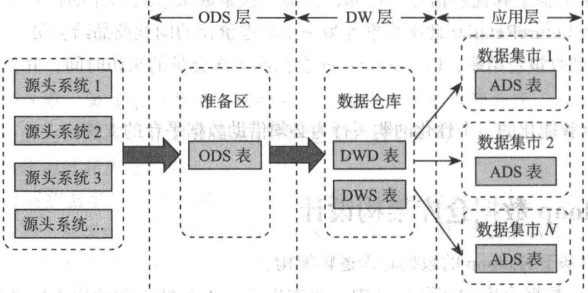 ODS 层
DW 层
应用层
源头系统 1
源头系统 2
源头系统 3
源头系统 ...
准备区
ODS 表
数据仓库
DWD 表
DWS 表
数据集市 1
ADS 表
数据集市 2
ADS 表
数据集市 N
ADS 表